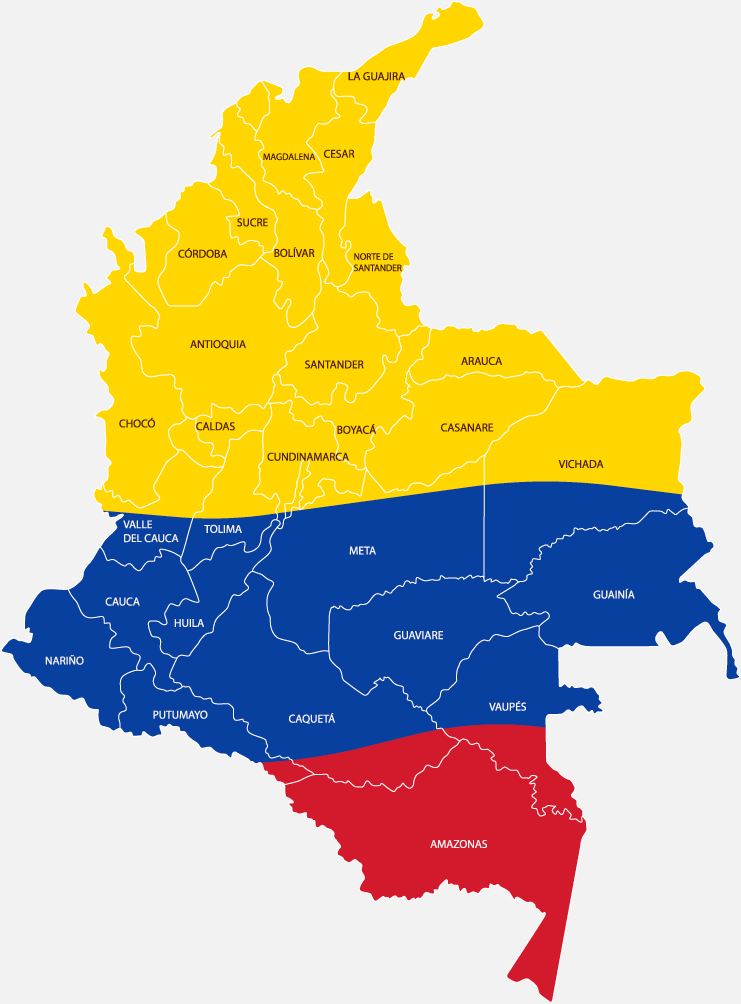 LA GUAJIRA
MAGDALENA
CESAR
SUCRE
CÓRDOBA
BOLÍVAR
NORTE DE
SANTANDER
ANTIOQUIA
SANTANDER
ARAUCA
CHOCÓ
CALDAS
BOYACÁ
CASANARE
CUNDINAMARCA
VICHADA
VALLE
DEL CAUCA
TOLIMA
META
CAUCA
HUILA
GUAINÍA
GUAVIARE
NARIÑO
PUTUMAYO
CAQUETÁ
VAUPÉS
AMAZONAS